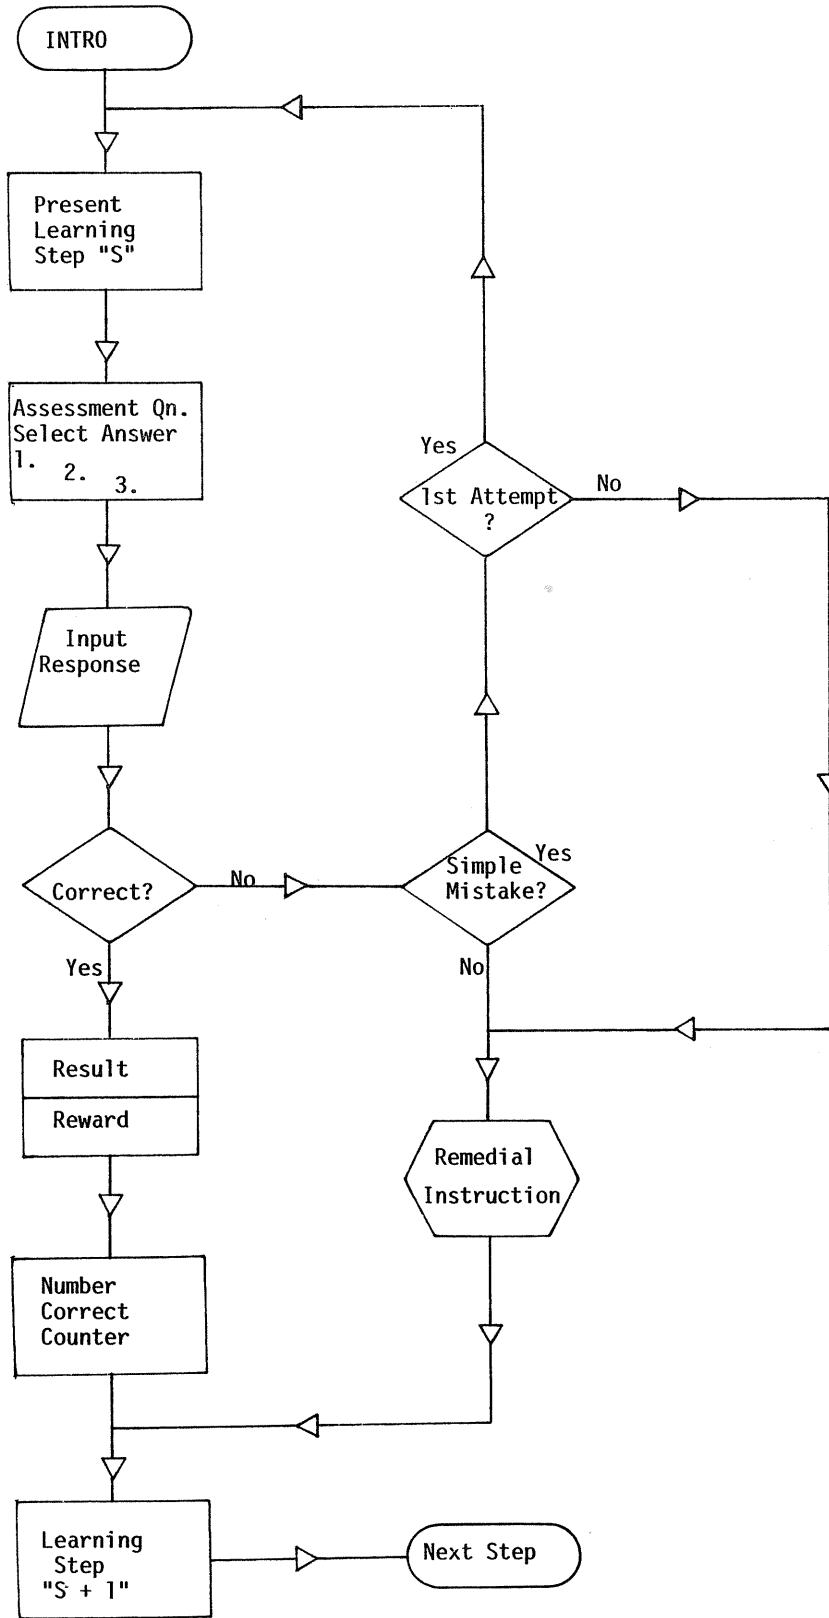 INTRO
Present
Learning
Step "S"
Assessment Qn.
Select Answer
1. 2. 3.
Yes
1st Attempt
?
No
Input
Response
Correct?
No
Simple
Mistake?
Yes
Yes
No
Result
Reward
Remedial
Instruction
Number
Correct
Counter
Learning
Step
"S + 1"
Next Step